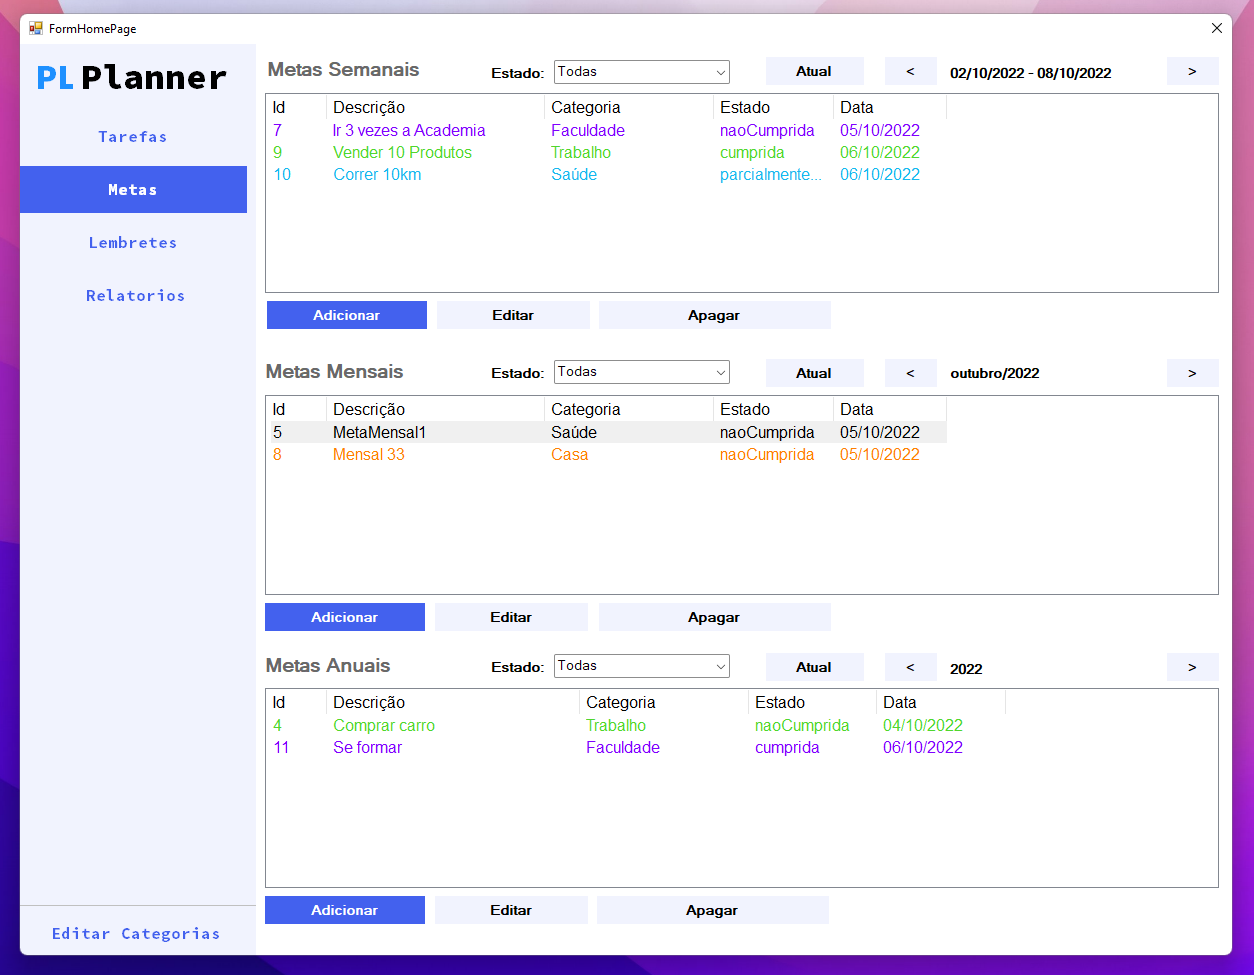 FormHomePage
PL Planner
Tarefas
Metas
Lembretes
Relatorios
Editar Categorias
Metas Semanais Estado: Todas Atual < 02/10/2022 - 08/10/2022 >
Id Descrição Categoria Estado Data
7 Ir 3 vezes a Academia Faculdade naoCumprida 05/10/2022
9 Vender 10 Produtos Trabalho cumprida 06/10/2022
10 Correr 10km Saúde parcialmente... 06/10/2022
Adicionar Editar Apagar
Metas Mensais Estado: Todas Atual < outubro/2022 >
Id Descrição Categoria Estado Data
5 MetaMensal1 Saúde naoCumprida 05/10/2022
8 Mensal 33 Casa naoCumprida 05/10/2022
Adicionar Editar Apagar
Metas Anuais Estado: Todas Atual < 2022 >
Id Descrição Categoria Estado Data
4 Comprar carro Trabalho naoCumprida 04/10/2022
11 Se formar Faculdade cumprida 06/10/2022
Adicionar Editar Apagar